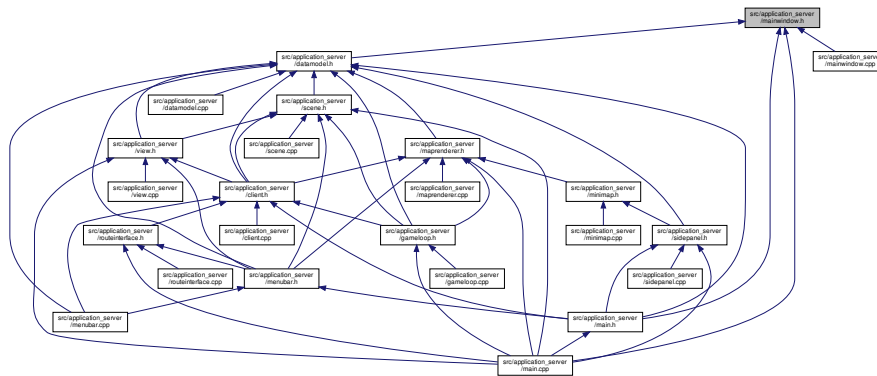 src/application_server
/mainwindow.h
src/application_server
/datamodel.h
src/application_server
/mainwindow.cpp
src/application_server
/datamodel.cpp
src/application_server
/scene.h
src/application_server
/view.h
src/application_server
/scene.cpp
src/application_server
/maprenderer.h
src/application_server
/view.cpp
src/application_server
/client.h
src/application_server
/maprenderer.cpp
src/application_server
/minimap.h
src/application_server
/routeinterface.h
src/application_server
/client.cpp
src/application_server
/gameloop.h
src/application_server
/minimap.cpp
src/application_server
/sidepanel.h
src/application_server
/routeinterface.cpp
src/application_server
/menubar.h
src/application_server
/gameloop.cpp
src/application_server
/sidepanel.cpp
src/application_server
/menubar.cpp
src/application_server
/main.h
src/application_server
/main.cpp